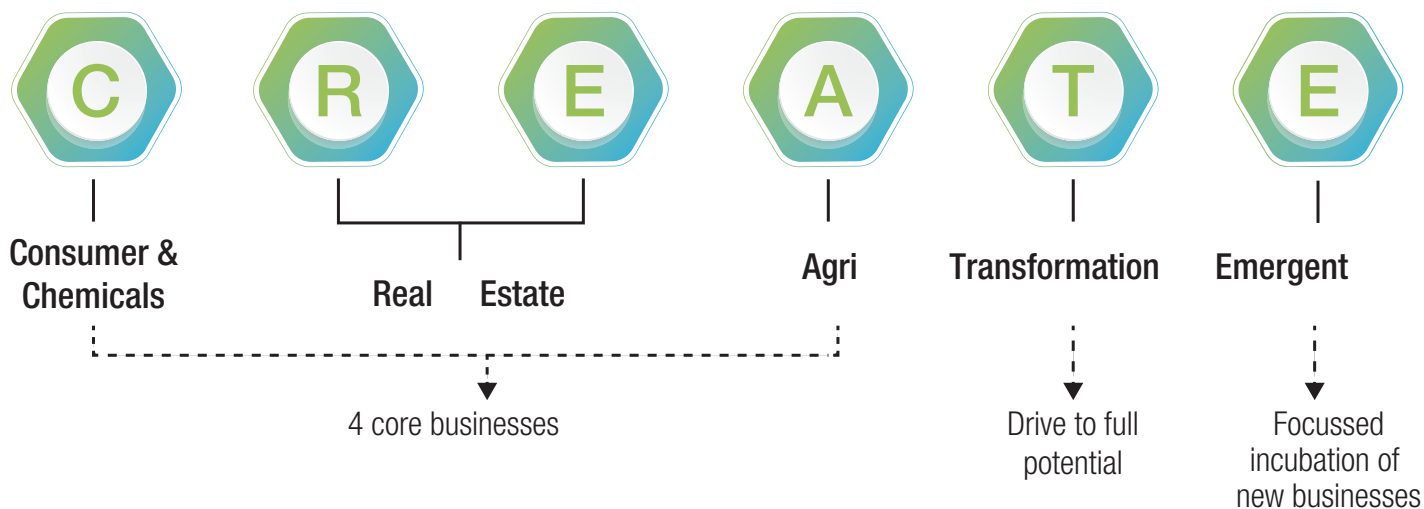 C R E A T E
Consumer &
Chemicals
Real Estate
Agri
Transformation
Emergent
4 core businesses
Drive to full
potential
Focussed
incubation of
new businesses